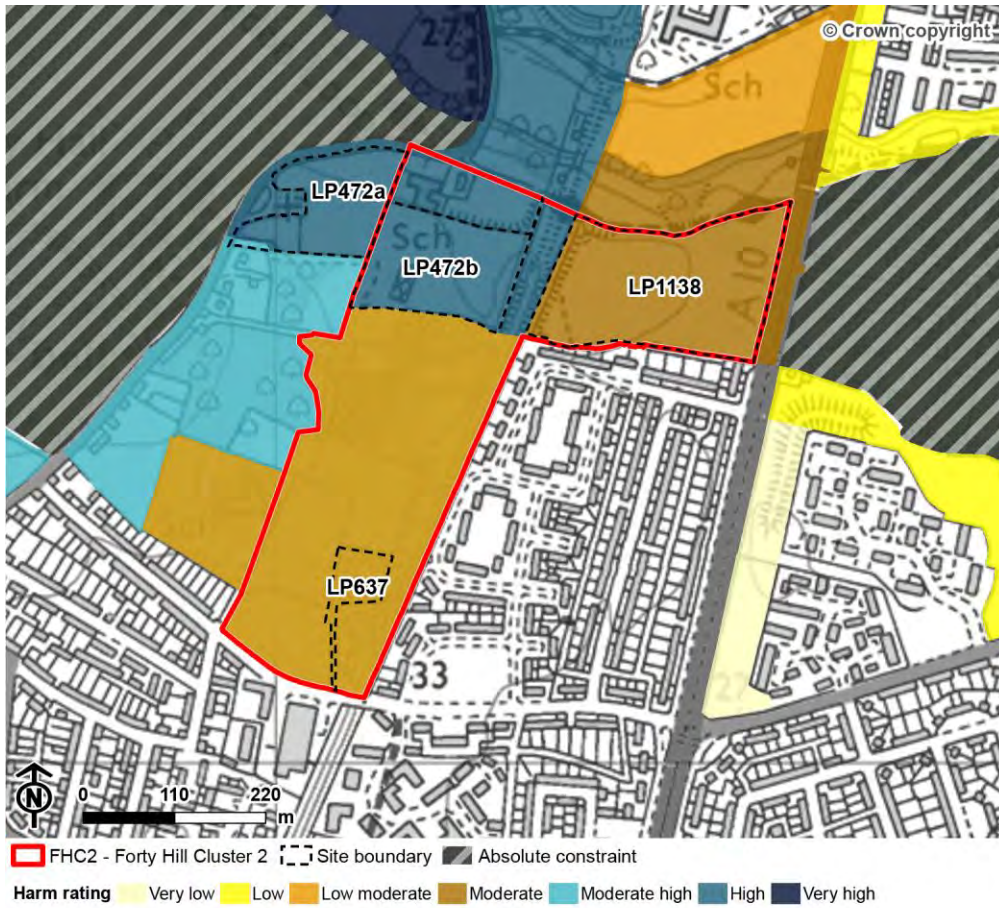 27
Sch
© Crown copyright
LP472a
Sch
LP472b
LP1138
A10
LP637
33
27
N
0 110 220
m
FHC2 - Forty Hill Cluster 2 Site boundary Absolute constraint
Harm rating Very low Low Low moderate Moderate Moderate high High Very high